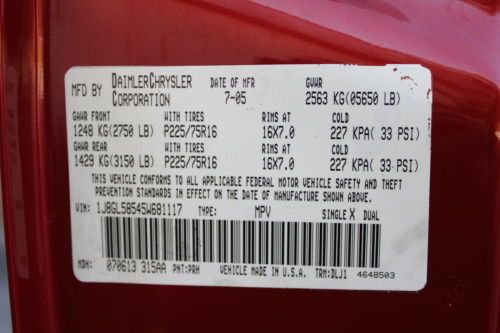 MFD BY DAIMLERCHRYSLER CORPORATION DATE OF MFR 7-05 GVWR 2563 KG(05650 LB)
GAWR FRONT WITH TIRES RIMS AT COLD
1248 KG(2750 LB) P225/75R16 16X7.0 227 KPA( 33 PSI)
GAWR REAR WITH TIRES RIMS AT COLD
1429 KG(3150 LB) P225/75R16 16X7.0 227 KPA( 33 PSI)
THIS VEHICLE CONFORMS TO ALL APPLICABLE FEDERAL MOTOR VEHICLE SAFETY AND THEFT
PREVENTION STANDARDS IN EFFECT ON THE DATE OF MANUFACTURE SHOWN ABOVE.
VIN: 1J8GL58545W681117 TYPE: MPV SINGLE X DUAL
MDH: 070613 315AA PNT:PRH VEHICLE MADE IN U.S.A. TRM:DLJ1 4648503